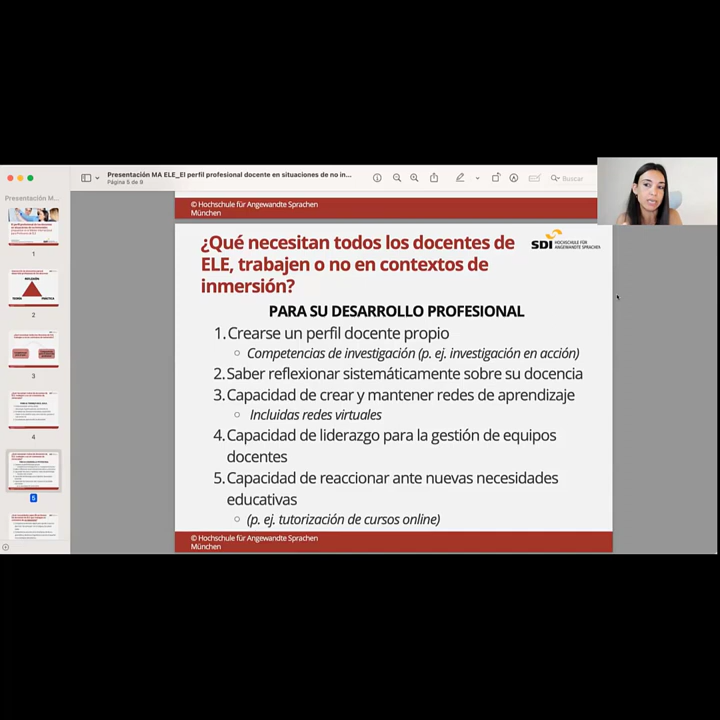 Presentación MA ELE_El perfil profesional docente en situaciones de no in...
Página 5 de 9
Buscar
Presentación M...
1
2
3
4
5
© Hochschule für Angewandte Sprachen
München
¿Qué necesitan todos los docentes de
ELE, trabajen o no en contextos de
inmersión?
SDI HOCHSCHULE FÜR
ANGEWANDTE SPRACHEN
PARA SU DESARROLLO PROFESIONAL
1. Crearse un perfil docente propio
○ Competencias de investigación (p. ej. investigación en acción)
2. Saber reflexionar sistemáticamente sobre su docencia
3. Capacidad de crear y mantener redes de aprendizaje
○ Incluidas redes virtuales
4. Capacidad de liderazgo para la gestión de equipos
docentes
5. Capacidad de reaccionar ante nuevas necesidades
educativas
○ (p. ej. tutorización de cursos online)
© Hochschule für Angewandte Sprachen
München